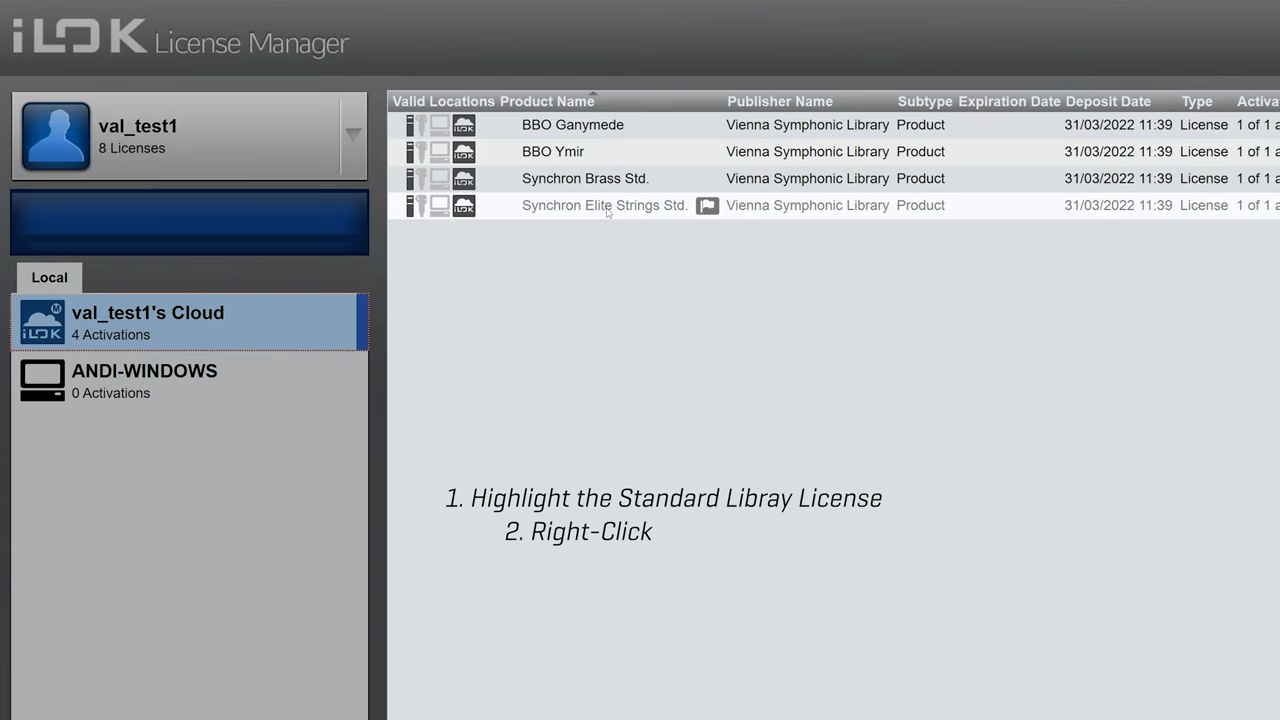 iLOK License Manager
val_test1
8 Licenses
Local
val_test1's Cloud
4 Activations
ANDI-WINDOWS
0 Activations
Valid Locations Product Name Publisher Name Subtype Expiration Date Deposit Date Type Activa
BBO Ganymede Vienna Symphonic Library Product 31/03/2022 11:39 License 1 of 1 a
BBO Ymir Vienna Symphonic Library Product 31/03/2022 11:39 License 1 of 1 a
Synchron Brass Std. Vienna Symphonic Library Product 31/03/2022 11:39 License 1 of 1 a
Synchron Elite Strings Std. Vienna Symphonic Library Product 31/03/2022 11:39 License 1 of 1 a
1. Highlight the Standard Libray License
2. Right-Click